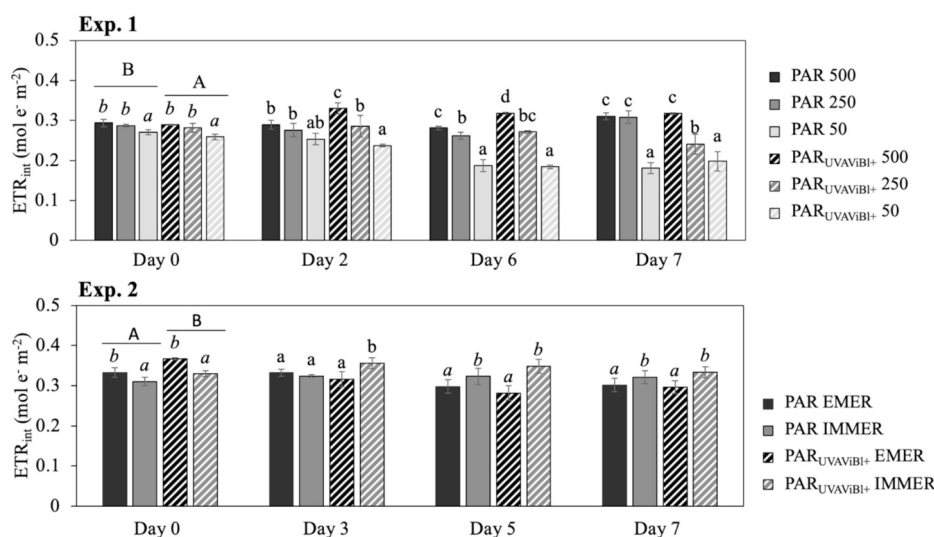 Exp. 1
0.5
0.4
0.3
0.2
0.1
0
ETRint (mol e- m-2)
B
A
b b a b b a
b b ab c b a
c b a d bc a
c c a c b a
Day 0 Day 2 Day 6 Day 7
PAR 500
PAR 250
PAR 50
PARUVAViBl+ 500
PARUVAViBl+ 250
PARUVAViBl+ 50
Exp. 2
0.5
0.4
0.3
0.2
0.1
0.0
ETRint (mol e- m-2)
A
B
b a b a
a a a b
a b a b
a b a b
Day 0 Day 3 Day 5 Day 7
PAR EMER
PAR IMMER
PARUVAViBl+ EMER
PARUVAViBl+ IMMER